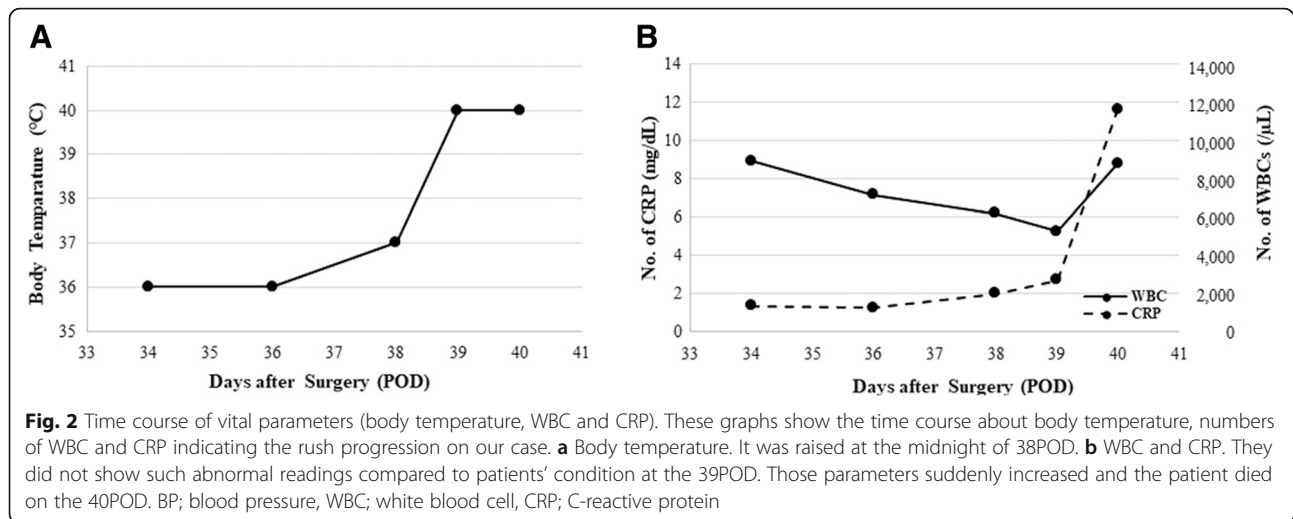 A
41
40
39
38
37
36
35
33 34 35 36 37 38 39 40 41
Body Temparature (°C)
Days after Surgery (POD)
B
14
12
10
8
6
4
2
0
No. of CRP (mg/dL)
14,000
12,000
10,000
8,000
6,000
4,000
2,000
0
No. of WBCs (/μL)
WBC
CRP
33 34 35 36 37 38 39 40 41
Days after Surgery (POD)
Fig. 2 Time course of vital parameters (body temperature, WBC and CRP). These graphs show the time course about body temperature, numbers
of WBC and CRP indicating the rush progression on our case. a Body temperature. It was raised at the midnight of 38POD. b WBC and CRP. They
did not show such abnormal readings compared to patients' condition at the 39POD. Those parameters suddenly increased and the patient died
on the 40POD. BP; blood pressure, WBC; white blood cell, CRP; C-reactive protein